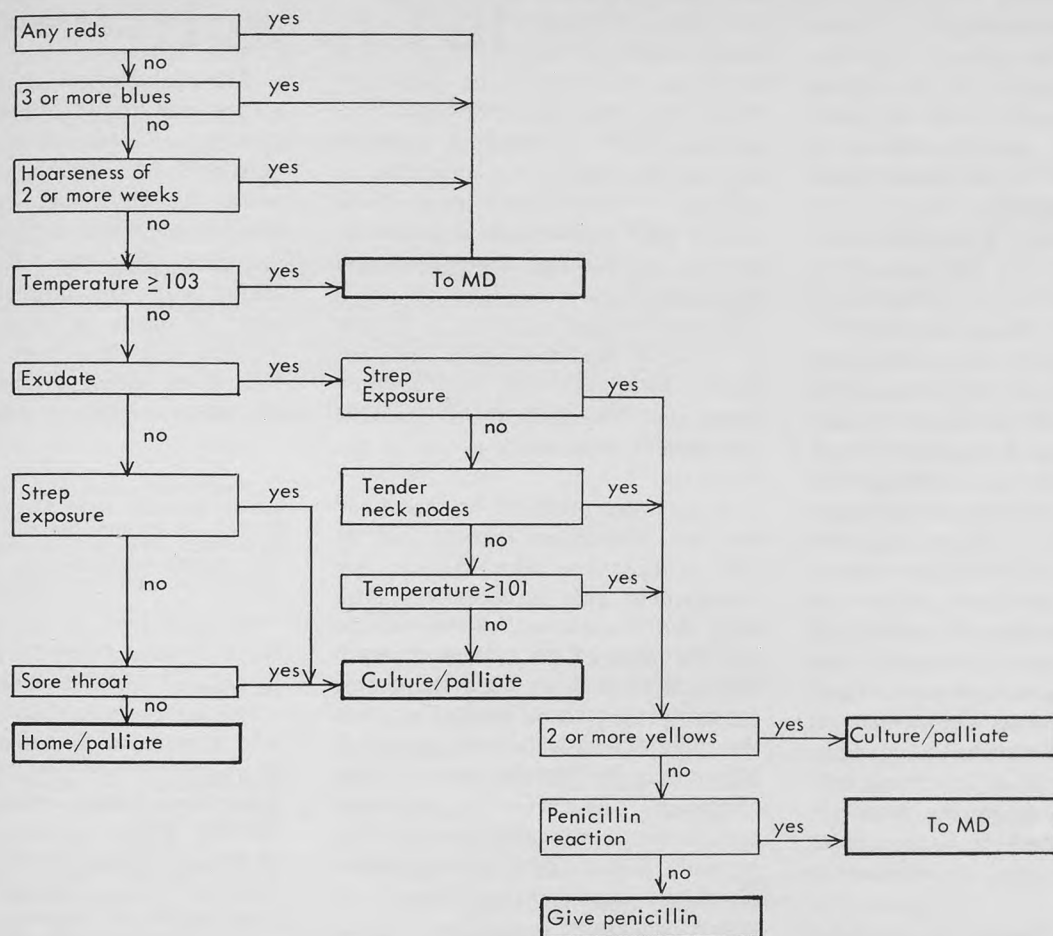 Any reds
yes
no
3 or more blues
yes
no
Hoarseness of
2 or more weeks
yes
no
Temperature ≥ 103
yes
To MD
no
Exudate
yes
Strep
Exposure
yes
no
no
Strep
exposure
yes
Tender
neck nodes
yes
no
no
Temperature ≥101
yes
no
Sore throat
yes
Culture/palliate
no
Home/palliate
2 or more yellows
yes
Culture/palliate
no
Penicillin
reaction
yes
To MD
no
Give penicillin